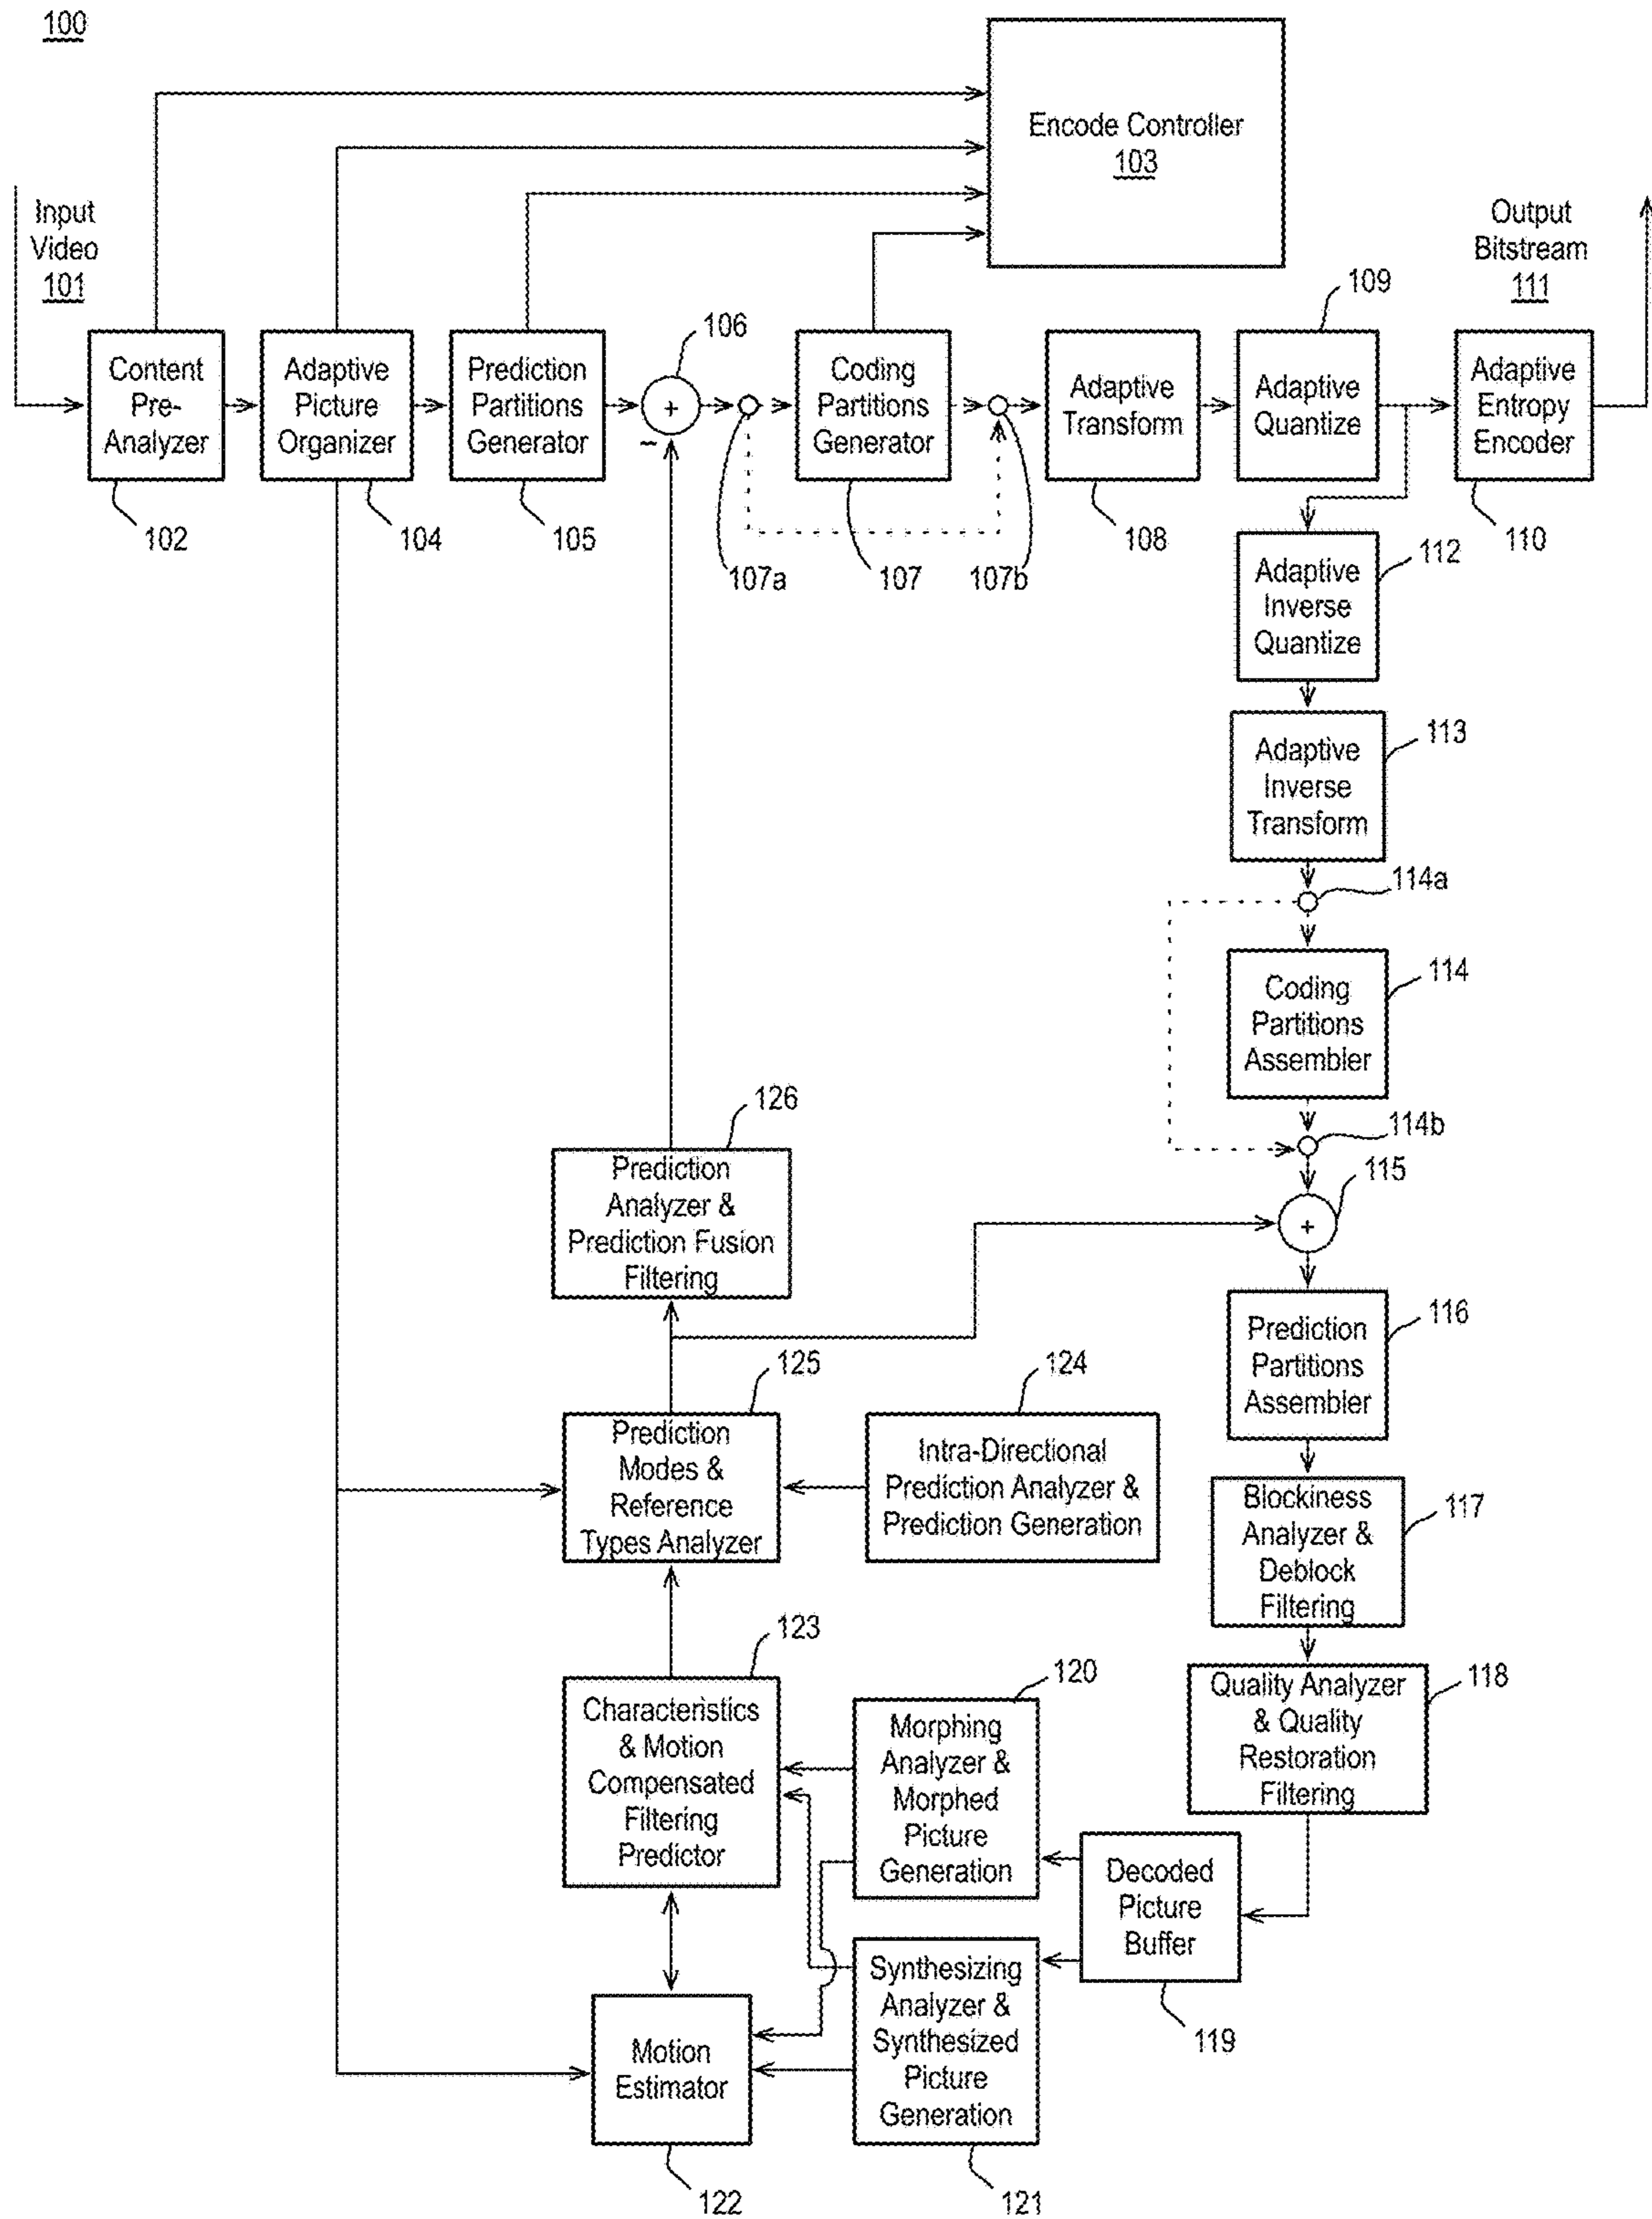 100
Encode Controller
103
Input
Video
101
Output
Bitstream
111
109
106
Content
Pre-
Analyzer
Adaptive
Picture
Organizer
Prediction
Partitions
Generator
+
−
Coding
Partitions
Generator
Adaptive
Transform
Adaptive
Quantize
Adaptive
Entropy
Encoder
102
104
105
107a
107
107b
108
110
112
Adaptive
Inverse
Quantize
113
Adaptive
Inverse
Transform
114a
114
Coding
Partitions
Assembler
114b
115
+
126
Prediction
Analyzer &
Prediction Fusion
Filtering
116
Prediction
Partitions
Assembler
125
124
Prediction
Modes &
Reference
Types Analyzer
Intra-Directional
Prediction Analyzer &
Prediction Generation
117
Blockiness
Analyzer &
Deblock
Filtering
123
120
118
Characteristics
& Motion
Compensated
Filtering
Predictor
Morphing
Analyzer &
Morphed
Picture
Generation
Quality Analyzer
& Quality
Restoration
Filtering
Decoded
Picture
Buffer
119
Synthesizing
Analyzer &
Synthesized
Picture
Generation
Motion
Estimator
122
121